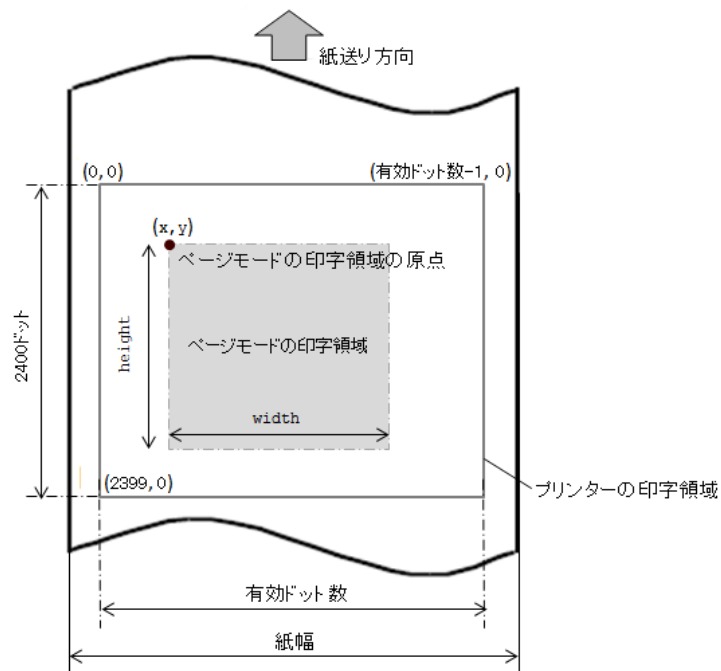 紙送り方向
(0,0)
(有効ドット数-1, 0)
(x,y)
ページモードの印字領域の原点
2400ドット
height
ページモードの印字領域
width
(2399,0)
プリンターの印字領域
有効ドット数
紙幅